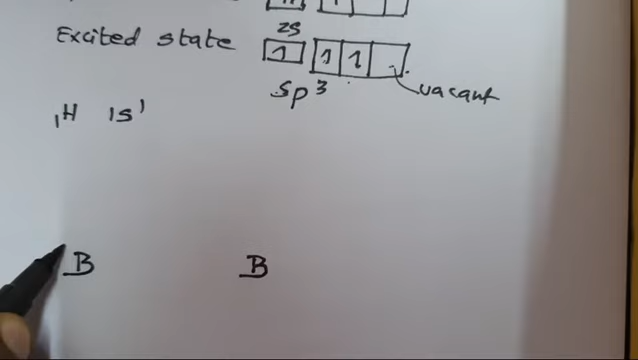 Excited state
2s
1 1 1
sp³ vacant
₁H 1s¹
B B